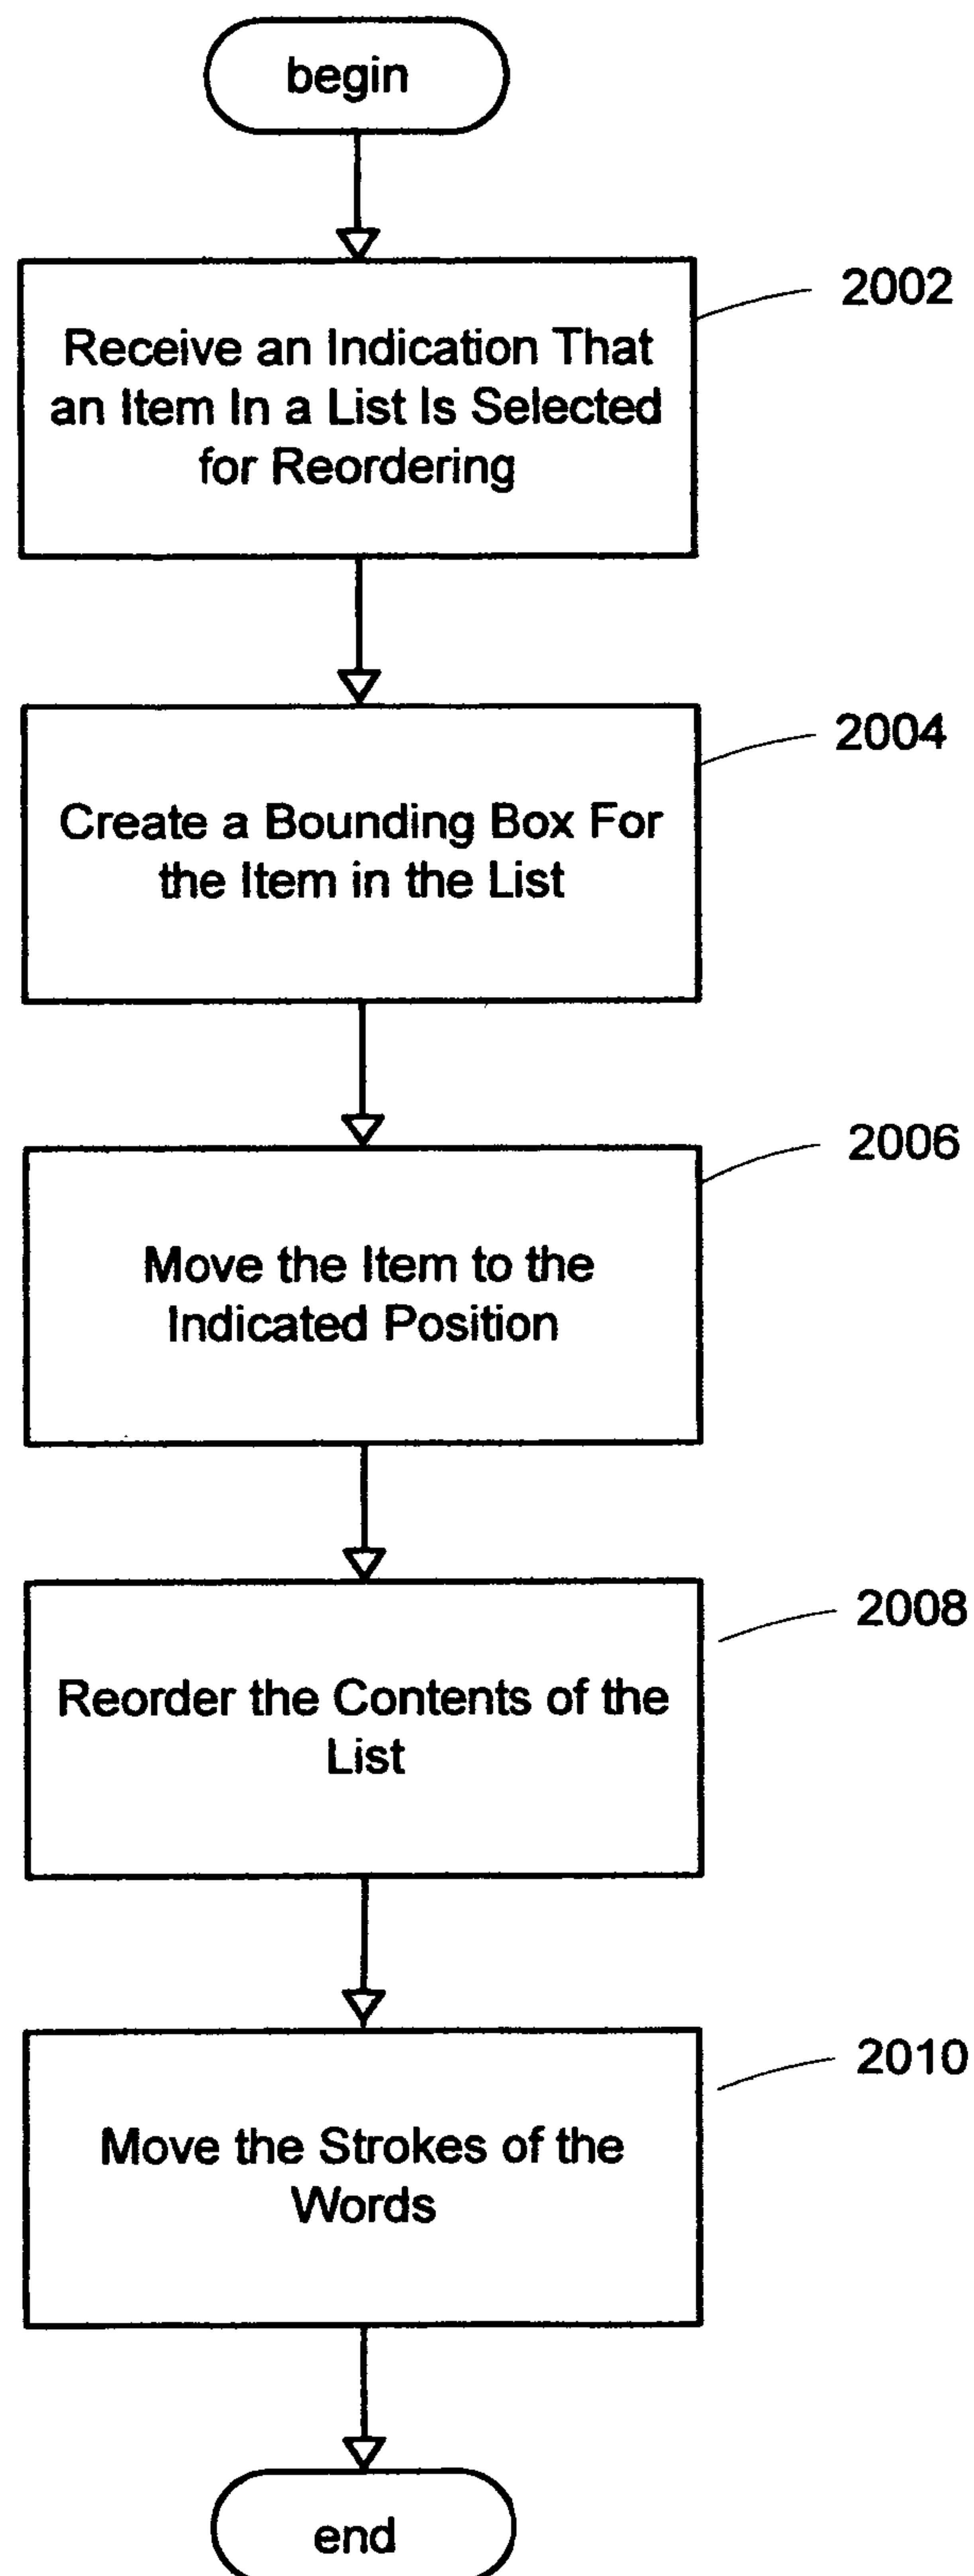 begin
2002
Receive an Indication That
an Item In a List Is Selected
for Reordering
2004
Create a Bounding Box For
the Item in the List
2006
Move the Item to the
Indicated Position
2008
Reorder the Contents of the
List
2010
Move the Strokes of the
Words
end